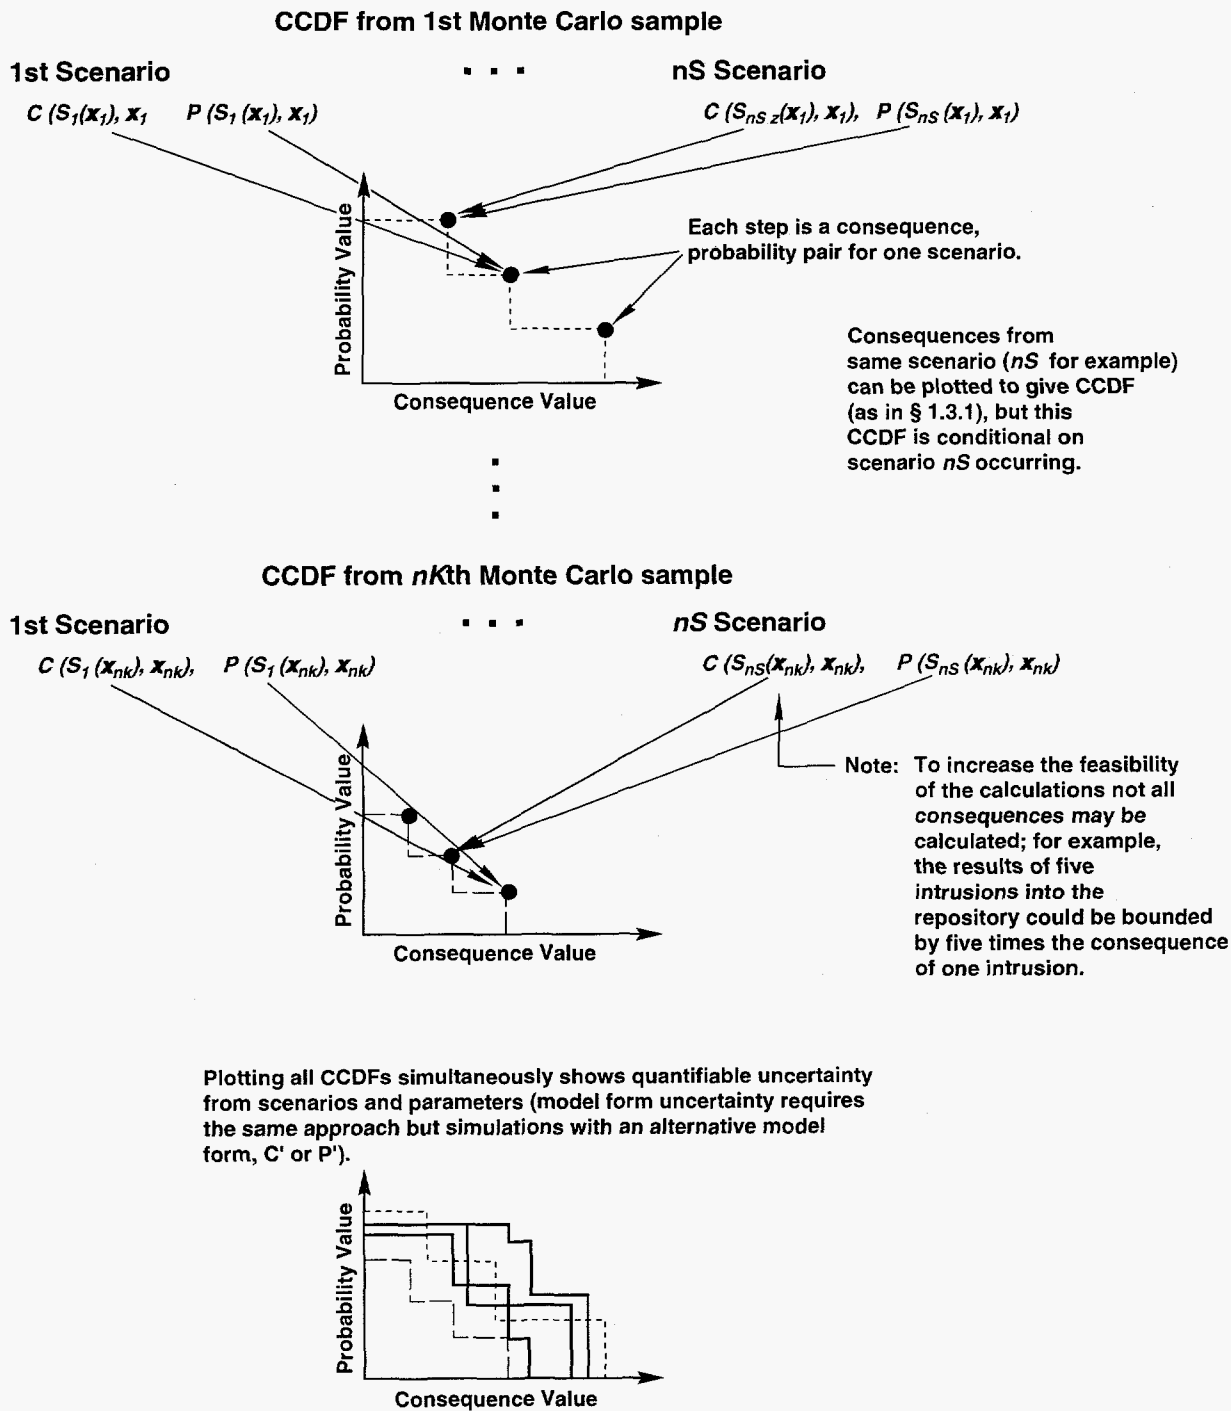 CCDF from 1st Monte Carlo sample
1st Scenario
. . .
nS Scenario
C (S1(x1), x1 P (S1 (x1), x1)
C (SnS z(x1), x1), P (SnS (x1), x1)
Probability Value
Consequence Value
Each step is a consequence,
probability pair for one scenario.
Consequences from
same scenario (nS for example)
can be plotted to give CCDF
(as in § 1.3.1), but this
CCDF is conditional on
scenario nS occurring.
CCDF from nKth Monte Carlo sample
1st Scenario
. . .
nS Scenario
C (S1 (xnk), xnk), P (S1 (xnk), xnk)
C (SnS(xnk), xnk), P (SnS (xnk), xnk)
Probability Value
Consequence Value
Note: To increase the feasibility
of the calculations not all
consequences may be
calculated; for example,
the results of five
intrusions into the
repository could be bounded
by five times the consequence
of one intrusion.
Plotting all CCDFs simultaneously shows quantifiable uncertainty
from scenarios and parameters (model form uncertainty requires
the same approach but simulations with an alternative model
form, C' or P').
Probability Value
Consequence Value